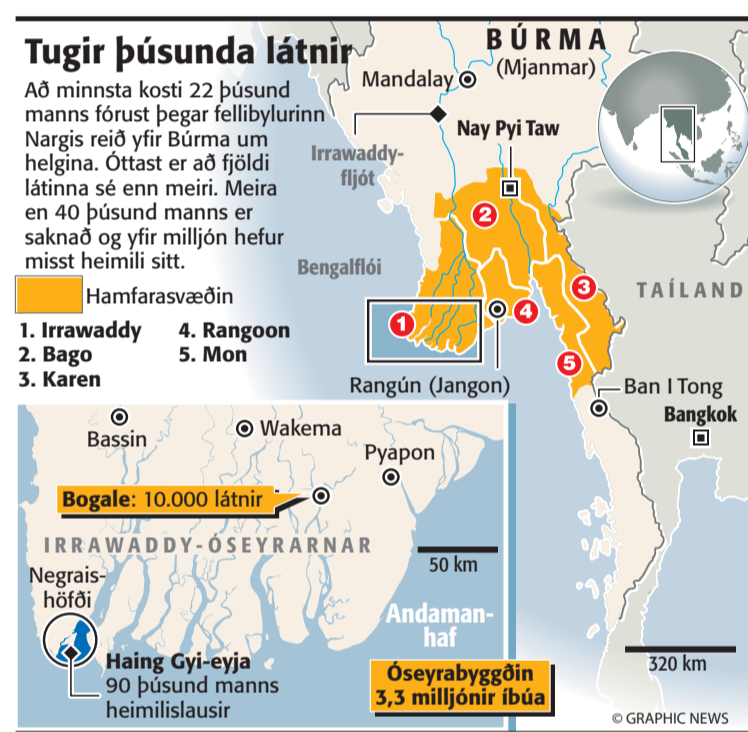 Tugir þúsunda látnir
Að minnsta kosti 22 þúsund
manns fórust þegar fellibylurinn
Nargis reið yfir Búrma um
helgina. Óttast er að fjöldi
látinna sé enn meiri. Meira
en 40 þúsund manns er
saknað og yfir milljón hefur
misst heimili sitt.
Hamfarasvæðin
1. Irrawaddy
2. Bago
3. Karen
4. Rangoon
5. Mon
BÚRMA
(Mjanmar)
Mandalay
Nay Pyi Taw
Irrawaddy-
fljót
Bengalflói
TAÍLAND
2
3
1
4
5
Rangún (Jangon)
Ban I Tong
Bangkok
Bassin
Wakema
Pyapon
Bogale: 10.000 látnir
IRRAWADDY-ÓSEYRARNAR
50 km
Negrais-
höfði
Andaman-
haf
Haing Gyi-eyja
90 þúsund manns
heimilislausir
Óseyrabyggðin
3,3 milljónir íbúa
320 km
© GRAPHIC NEWS